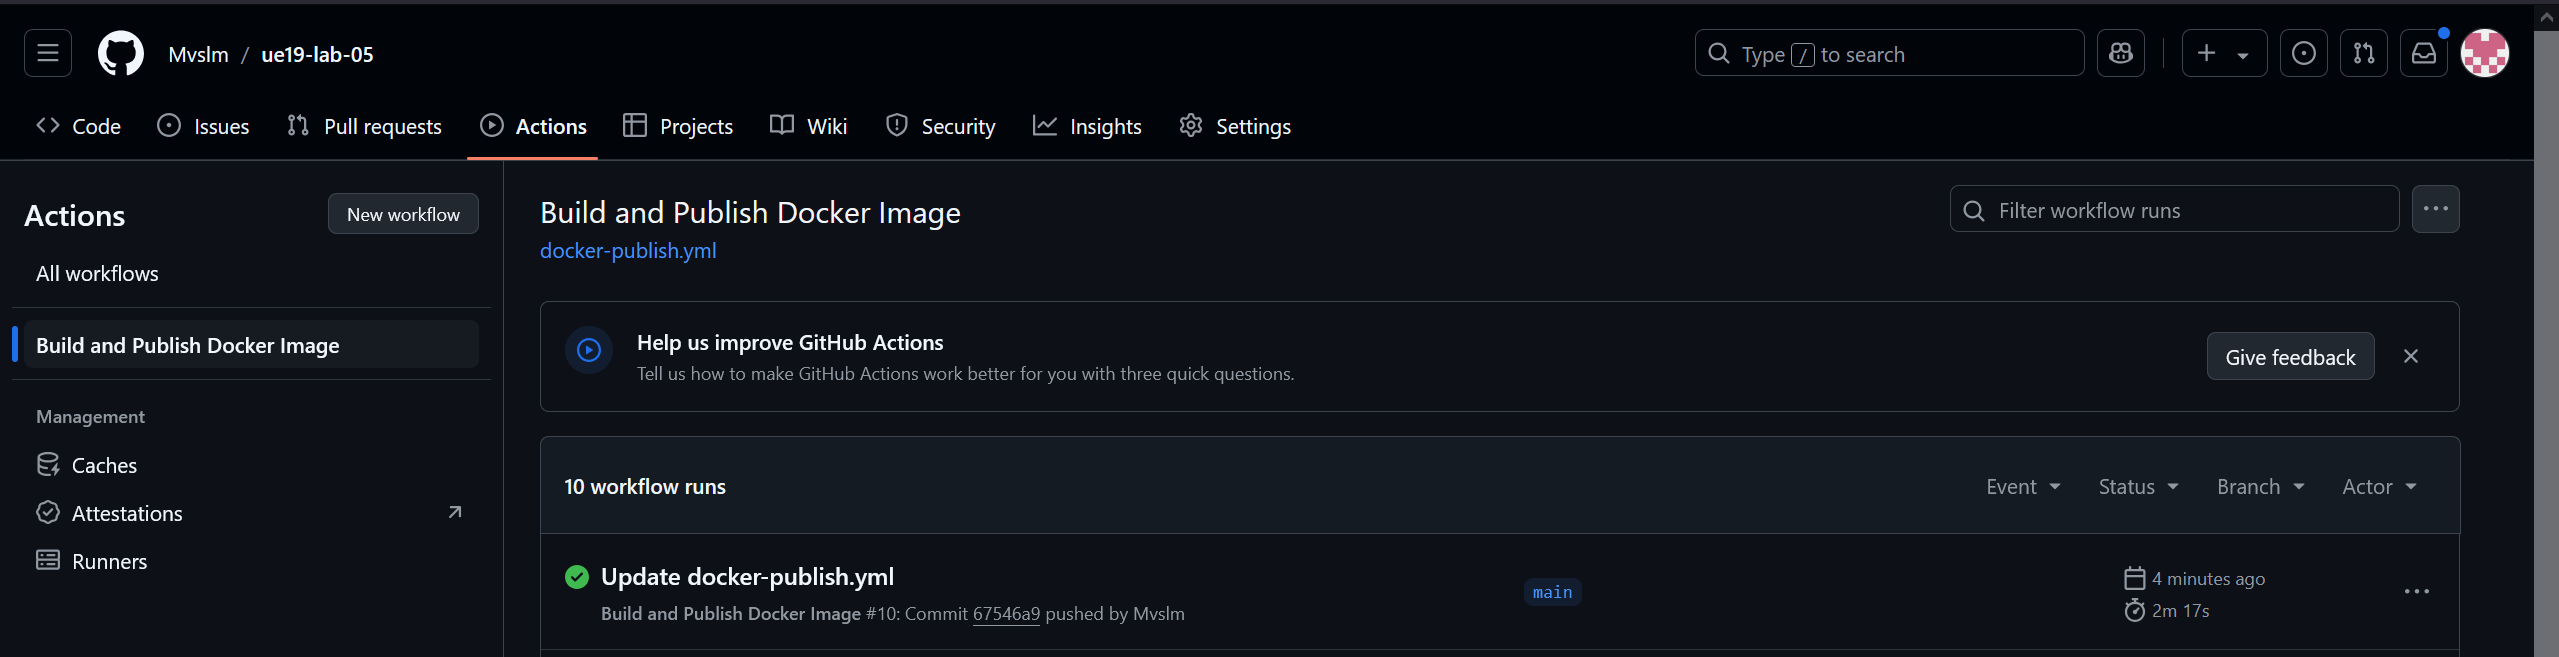 Mvslm / ue19-lab-05
Type / to search
Code
Issues
Pull requests
Actions
Projects
Wiki
Security
Insights
Settings
Actions
New workflow
All workflows
Build and Publish Docker Image
Management
Caches
Attestations
Runners
Build and Publish Docker Image
docker-publish.yml
Filter workflow runs
Help us improve GitHub Actions
Tell us how to make GitHub Actions work better for you with three quick questions.
Give feedback
10 workflow runs
Event
Status
Branch
Actor
Update docker-publish.yml
Build and Publish Docker Image #10: Commit 67546a9 pushed by Mvslm
main
4 minutes ago
2m 17s